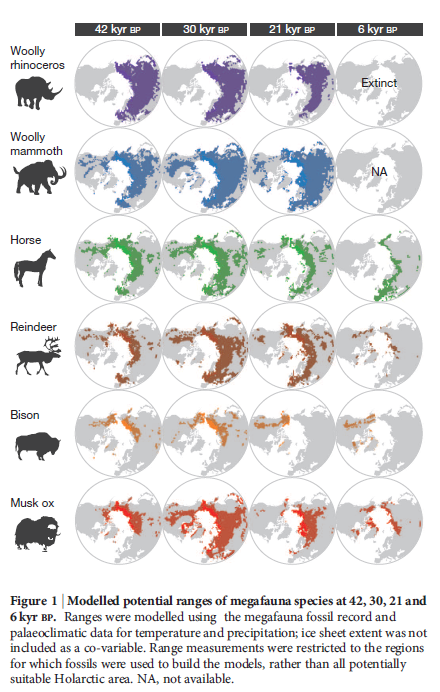 42 kyr BP 30 kyr BP 21 kyr BP 6 kyr BP
Woolly
rhinoceros
Extinct
Woolly
mammoth
NA
Horse
Reindeer
Bison
Musk ox
Figure 1 | Modelled potential ranges of megafauna species at 42, 30, 21 and
6 kyr BP. Ranges were modelled using the megafauna fossil record and
palaeoclimatic data for temperature and precipitation; ice sheet extent was not
included as a co-variable. Range measurements were restricted to the regions
for which fossils were used to build the models, rather than all potentially
suitable Holarctic area. NA, not available.